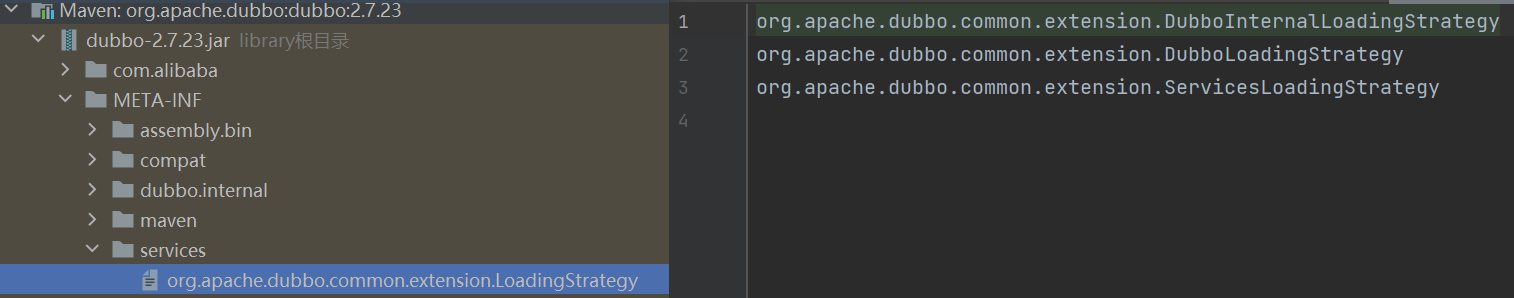 Maven: org.apache.dubbo:dubbo:2.7.23
dubbo-2.7.23.jar library根目录
com.alibaba
META-INF
assembly.bin
compat
dubbo.internal
maven
services
org.apache.dubbo.common.extension.LoadingStrategy
1 org.apache.dubbo.common.extension.DubboInternalLoadingStrategy
2 org.apache.dubbo.common.extension.DubboLoadingStrategy
3 org.apache.dubbo.common.extension.ServicesLoadingStrategy
4